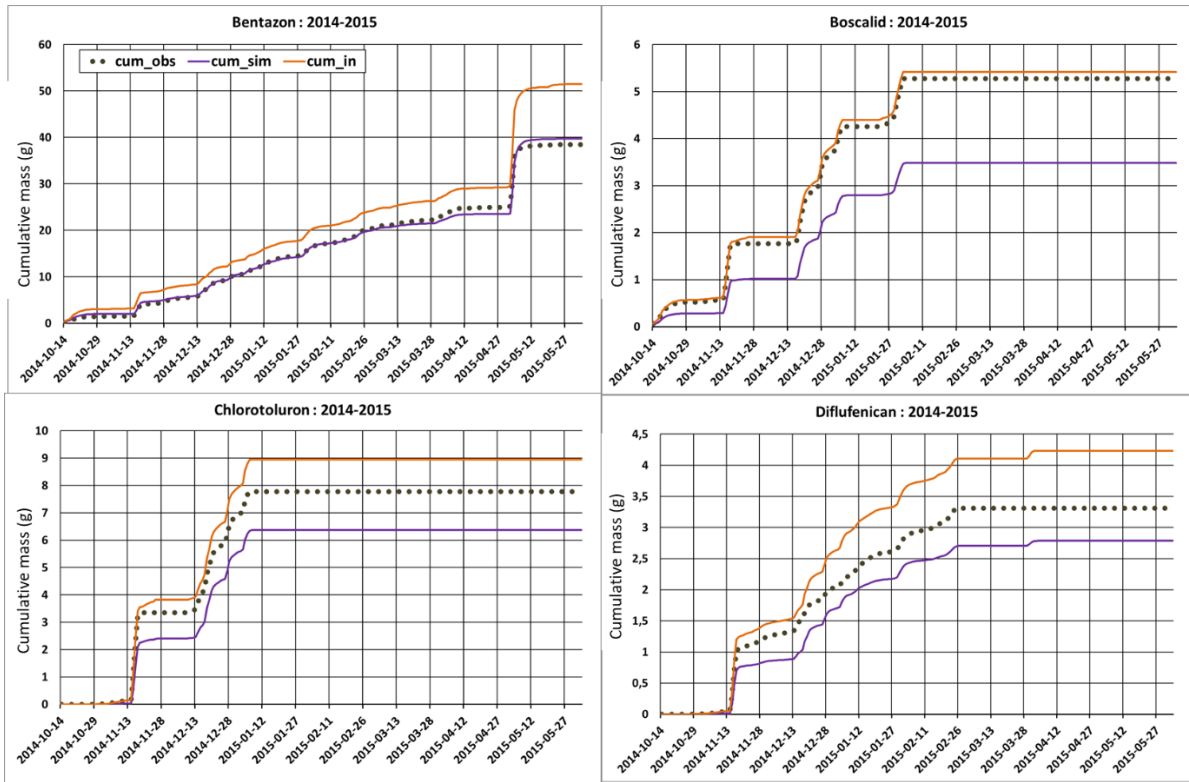 Bentazon : 2014-2015
cum_obs cum_sim cum_in
Cumulative mass (g)
60
50
40
30
20
10
0
2014-10-14 2014-10-29 2014-11-13 2014-11-28 2014-12-13 2014-12-28 2015-01-12 2015-01-27 2015-02-11 2015-02-26 2015-03-13 2015-03-28 2015-04-12 2015-04-27 2015-05-12 2015-05-27
Boscalid : 2014-2015
Cumulative mass (g)
6
5
4
3
2
1
0
2014-10-14 2014-10-29 2014-11-13 2014-11-28 2014-12-13 2014-12-28 2015-01-12 2015-01-27 2015-02-11 2015-02-26 2015-03-13 2015-03-28 2015-04-12 2015-04-27 2015-05-12 2015-05-27
Chlorotoluron : 2014-2015
Cumulative mass (g)
10
9
8
7
6
5
4
3
2
1
0
2014-10-14 2014-10-29 2014-11-13 2014-11-28 2014-12-13 2014-12-28 2015-01-12 2015-01-27 2015-02-11 2015-02-26 2015-03-13 2015-03-28 2015-04-12 2015-04-27 2015-05-12 2015-05-27
Diflufenican : 2014-2015
Cumulative mass (g)
4,5
4
3,5
3
2,5
2
1,5
1
0,5
0
2014-10-14 2014-10-29 2014-11-13 2014-11-28 2014-12-13 2014-12-28 2015-01-12 2015-01-27 2015-02-11 2015-02-26 2015-03-13 2015-03-28 2015-04-12 2015-04-27 2015-05-12 2015-05-27